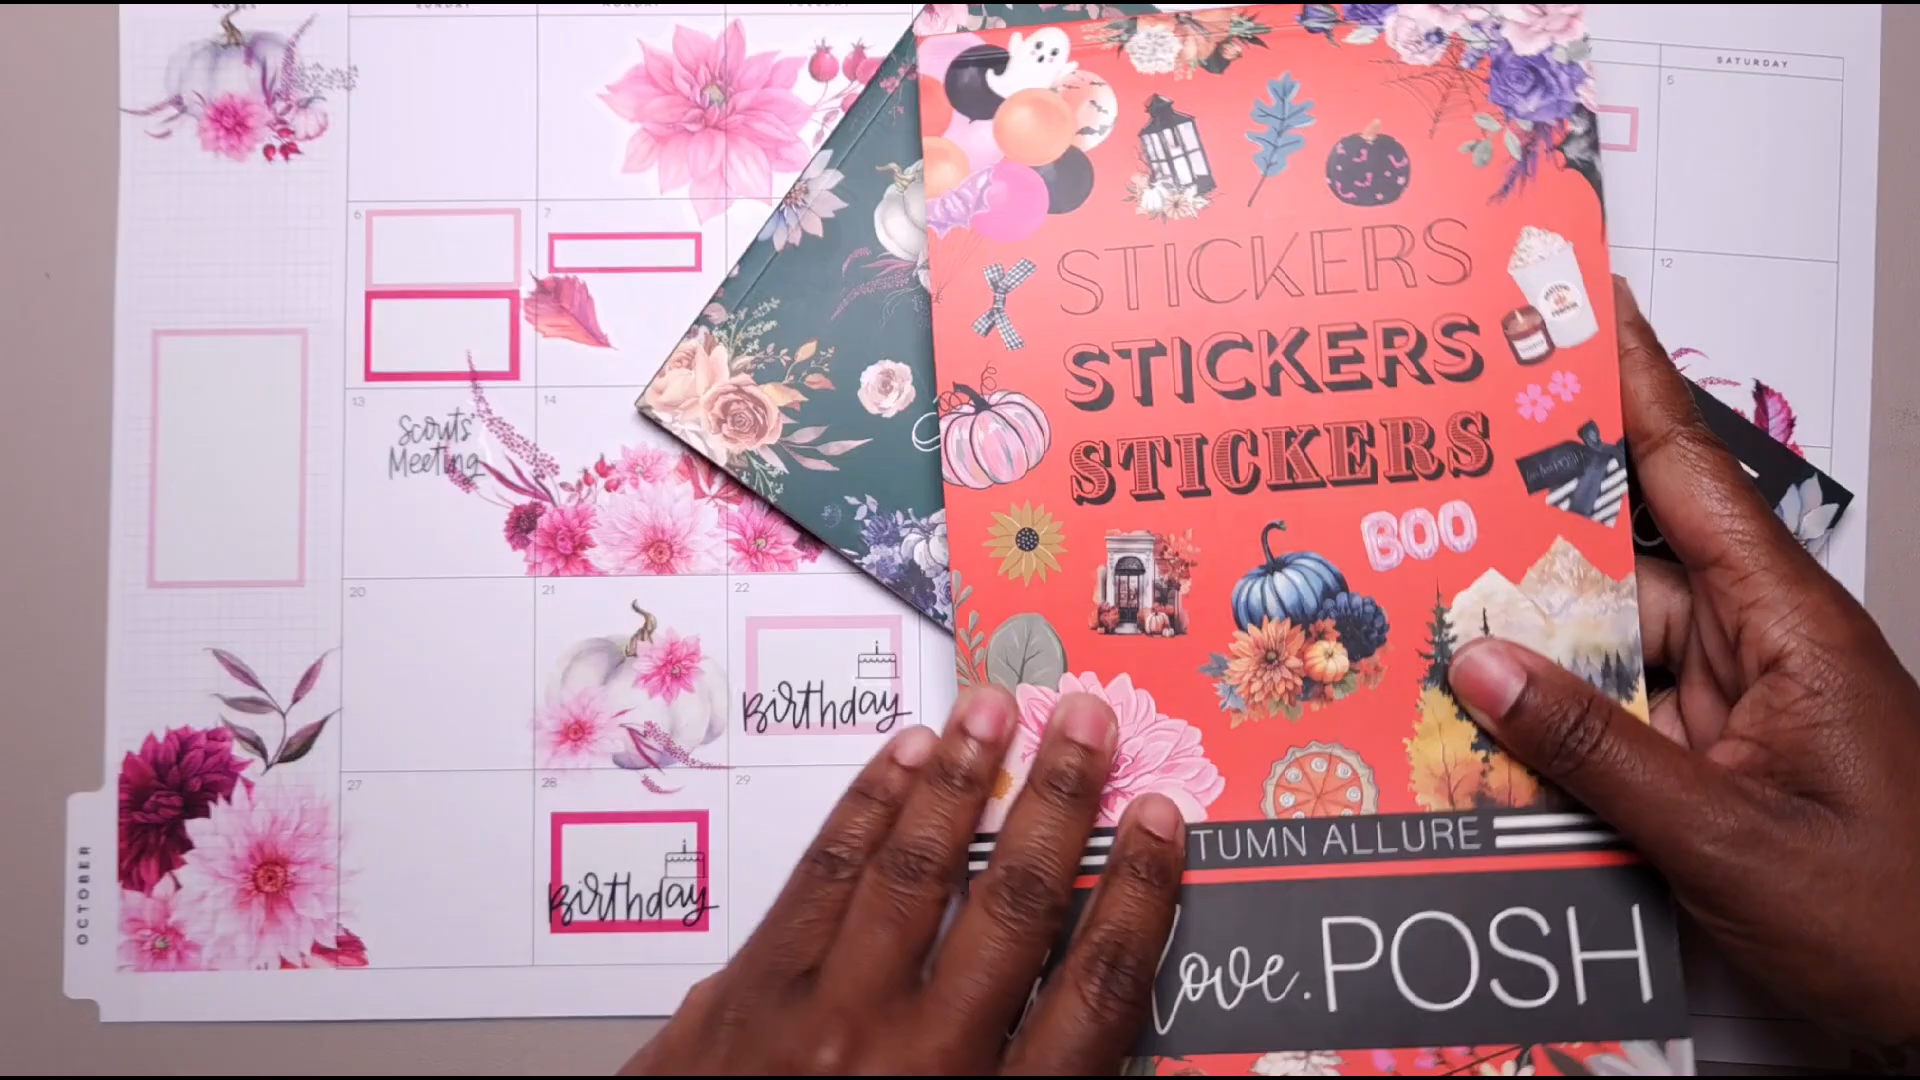 SATURDAY
5
6
7
12
13
14
Scouts'
Meeting
20
21
22
Birthday
27
28
29
Birthday
OCTOBER
STICKERS
STICKERS
STICKERS
BOO
TUMN ALLURE
love.POSH